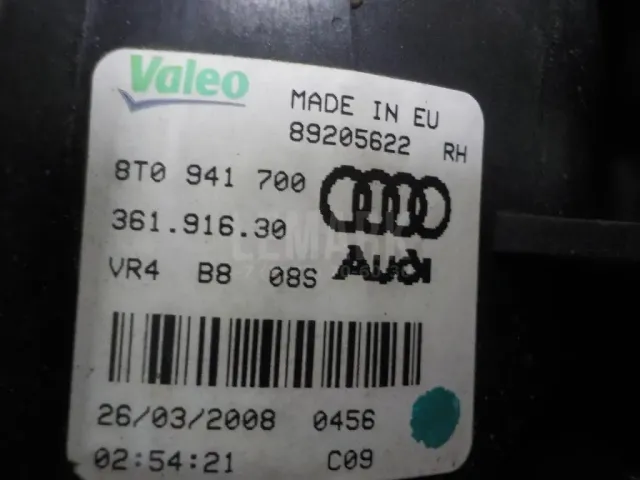 Valeo
MADE IN EU
89205622 RH
8T0 941 700
361.916.30
VR4 B8 08S
AUDI
26/03/2008 0456
02:54:21 C09